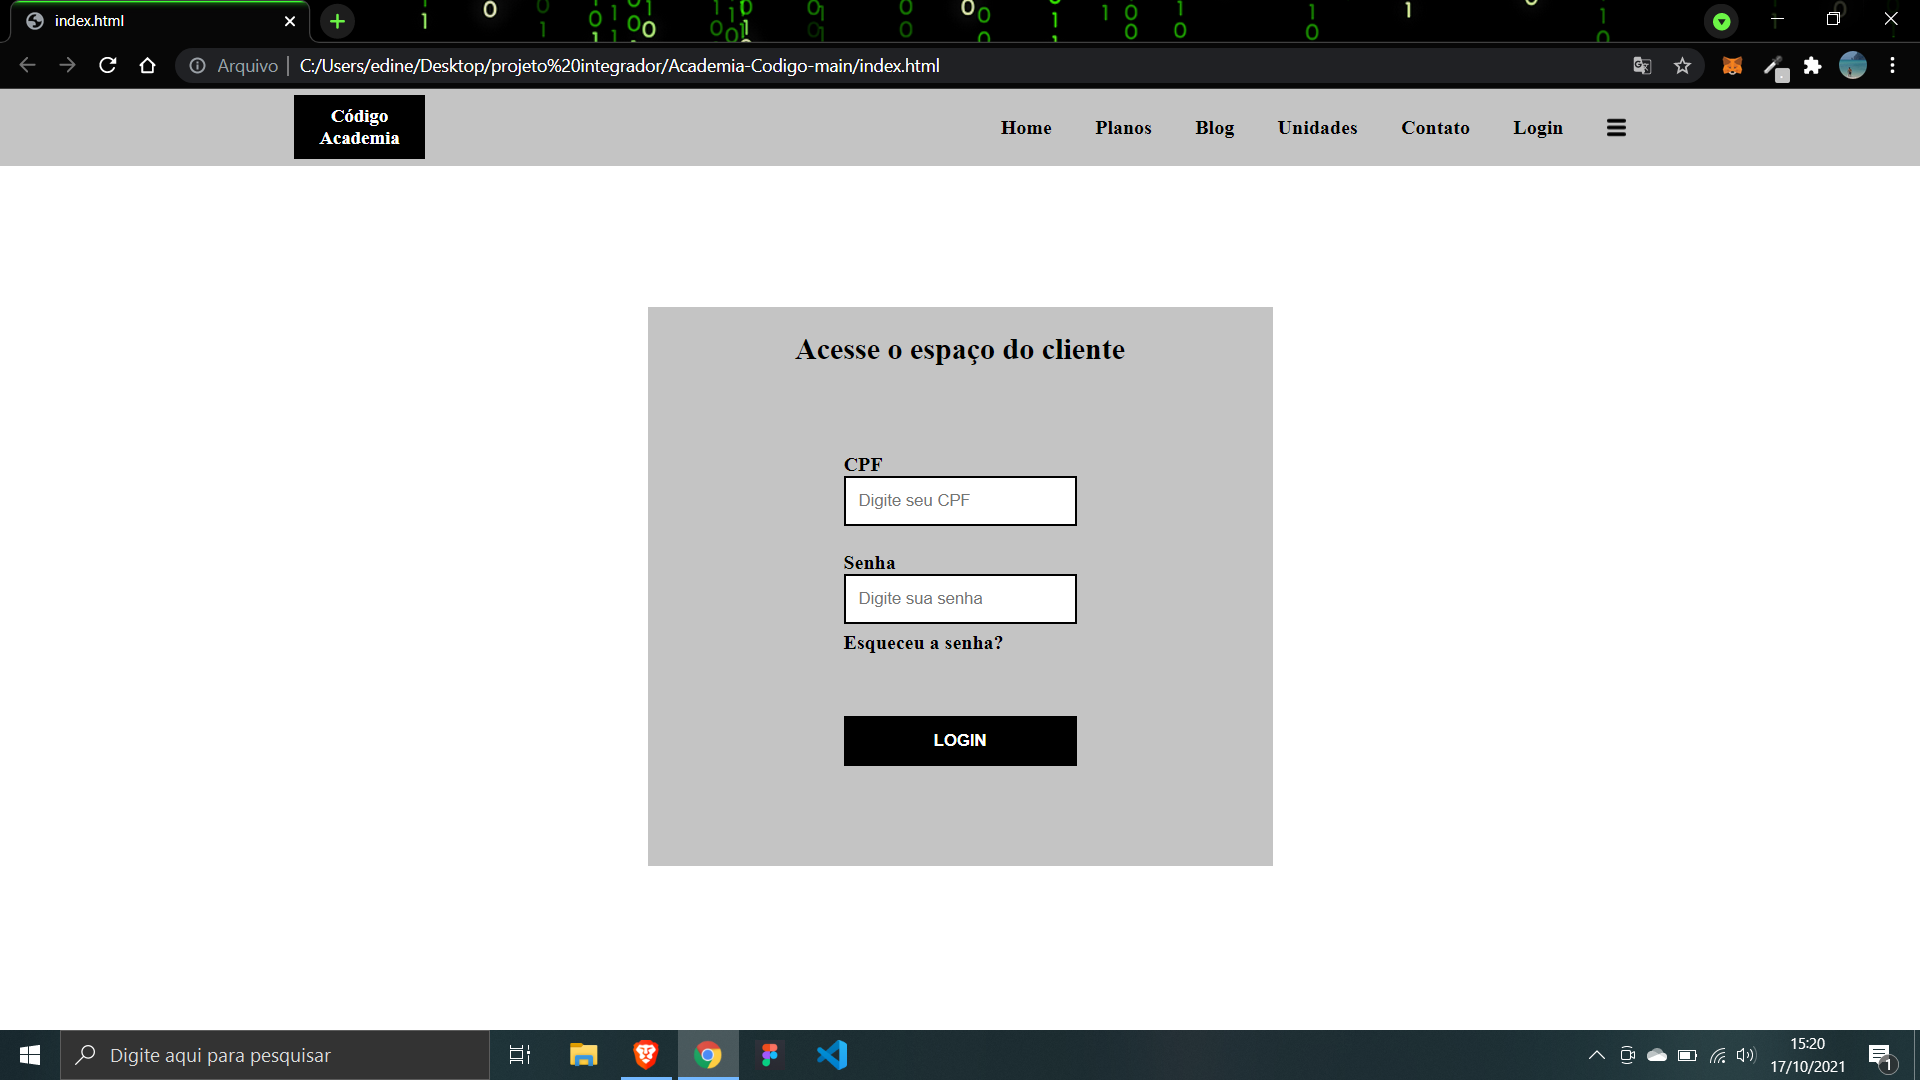 index.html
Arquivo | C:/Users/edine/Desktop/projeto%20integrador/Academia-Codigo-main/index.html
Código
Academia
Home Planos Blog Unidades Contato Login
Acesse o espaço do cliente
CPF
Digite seu CPF
Senha
Digite sua senha
Esqueceu a senha?
LOGIN
Digite aqui para pesquisar
15:20
17/10/2021
1